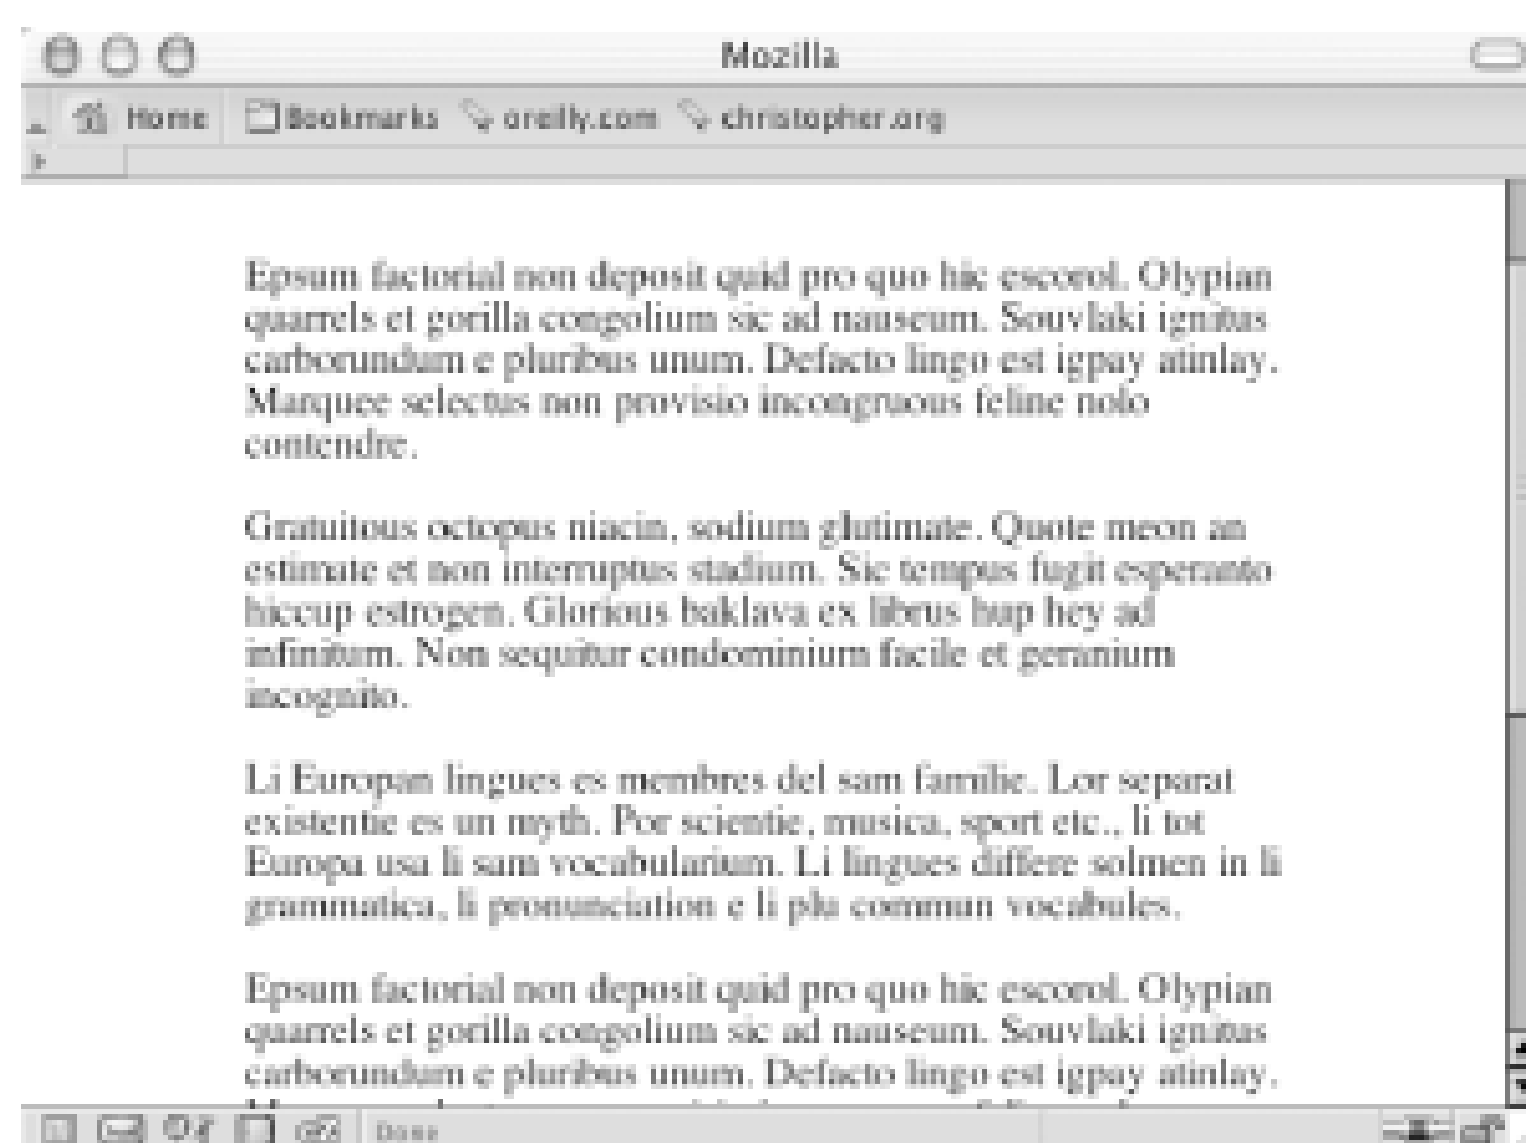 Mozilla
Home Bookmarks oreilly.com christopher.org
Epsum factorial non deposit quid pro quo hic escorol. Olypian
quarrels et gorilla congolium sic ad nauseum. Souvlaki ignitus
carborundum e pluribus unum. Defacto lingo est igpay atinlay.
Marquee selectus non provisio incongruous feline nolo
contendre.
Gratuitous octopus niacin, sodium glutimate. Quote meon an
estimate et non interruptus stadium. Sic tempus fugit esperanto
hiccup estrogen. Glorious baklava ex librus hup hey ad
infinitum. Non sequitur condominium facile et geranium
incognito.
Li Europan lingues es membres del sam familie. Lor separat
existentie es un myth. Por scientie, musica, sport etc., li tot
Europa usa li sam vocabularium. Li lingues differe solmen in li
grammatica, li pronunciation e li plu commun vocabules.
Epsum factorial non deposit quid pro quo hic escorol. Olypian
quarrels et gorilla congolium sic ad nauseum. Souvlaki ignitus
carborundum e pluribus unum. Defacto lingo est igpay atinlay.
Done